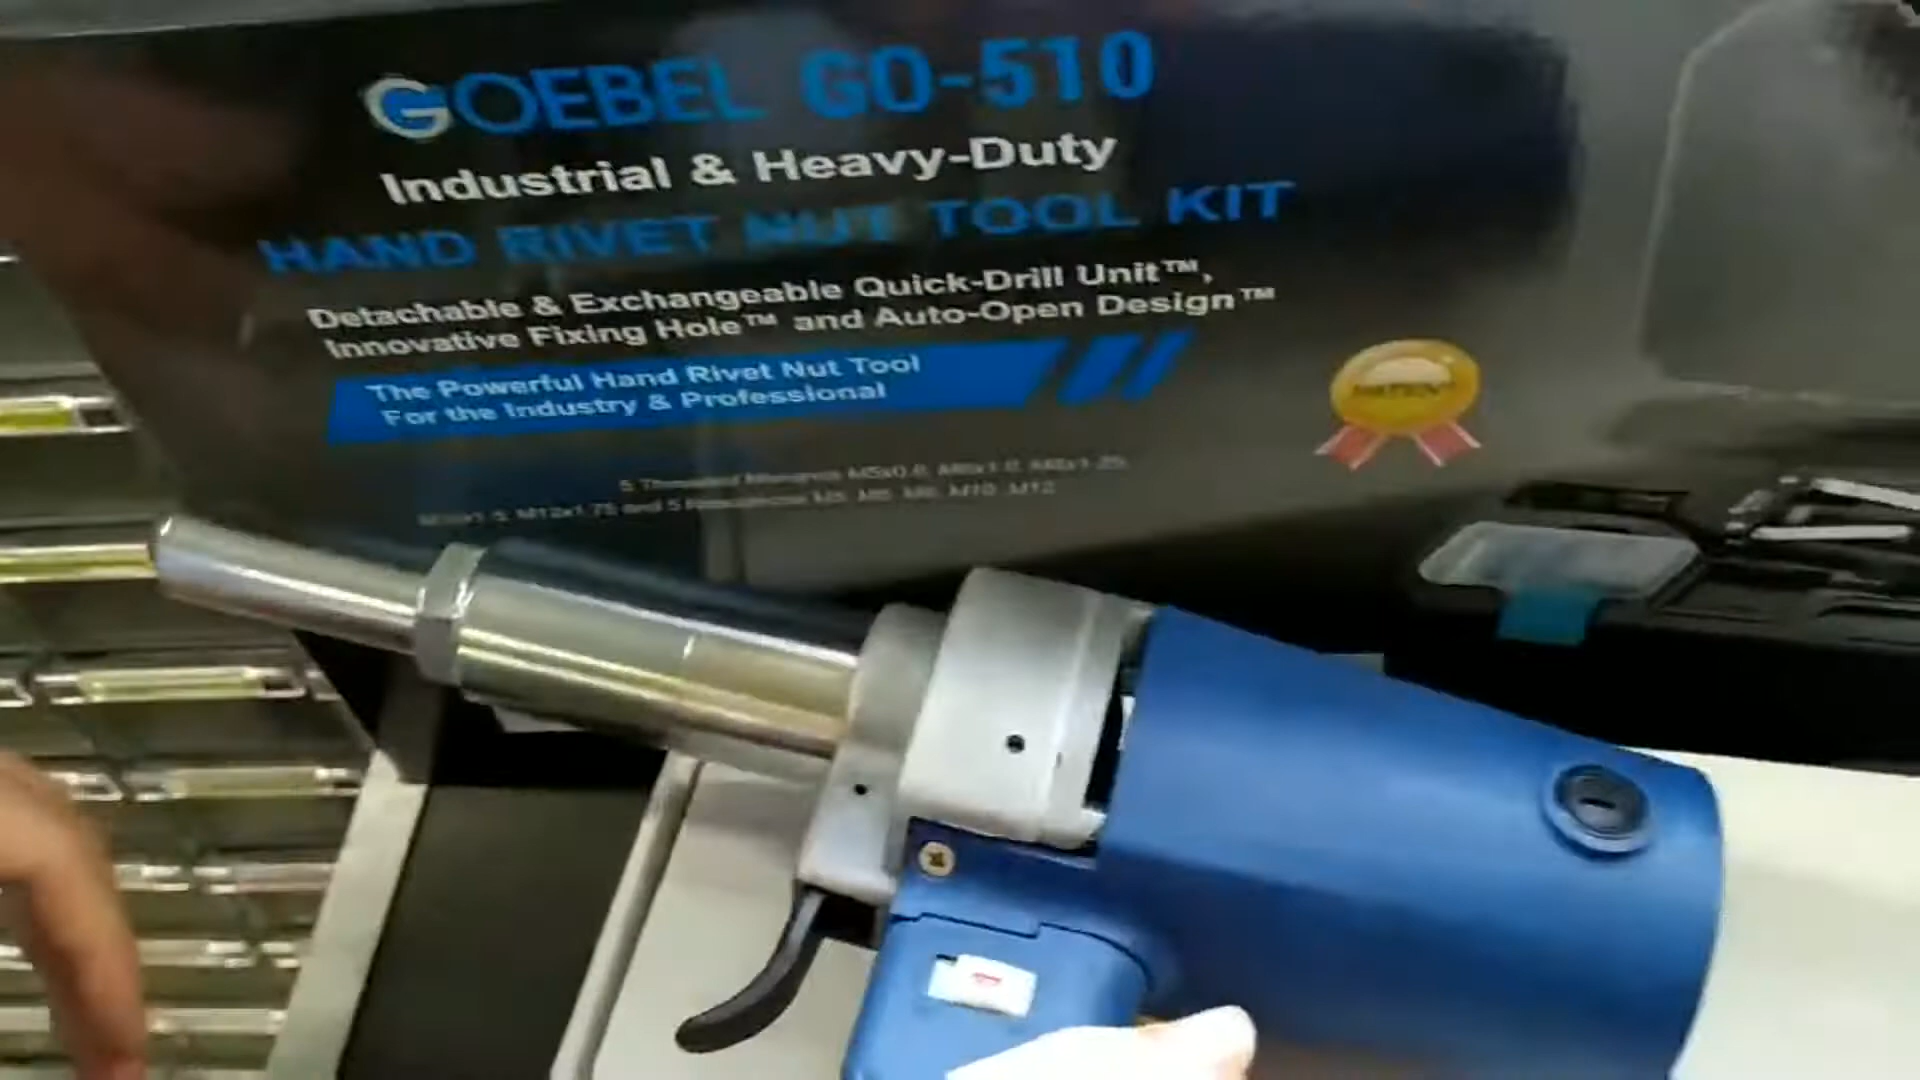 GOEBEL GO-510
Industrial & Heavy-Duty
HAND RIVET NUT TOOL KIT
Detachable & Exchangeable Quick-Drill Unit™,
Innovative Fixing Hole™ and Auto-Open Design™
The Powerful Hand Rivet Nut Tool
For the Industry & Professional